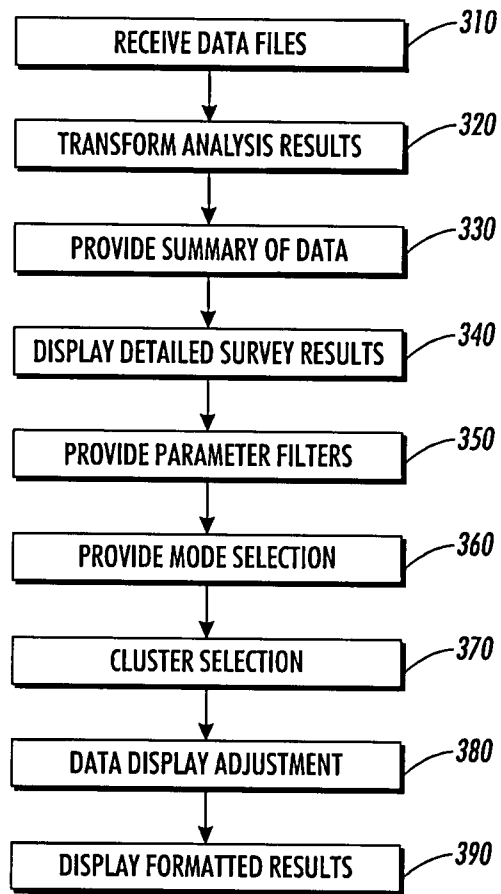 RECEIVE DATA FILES 310
TRANSFORM ANALYSIS RESULTS 320
PROVIDE SUMMARY OF DATA 330
DISPLAY DETAILED SURVEY RESULTS 340
PROVIDE PARAMETER FILTERS 350
PROVIDE MODE SELECTION 360
CLUSTER SELECTION 370
DATA DISPLAY ADJUSTMENT 380
DISPLAY FORMATTED RESULTS 390